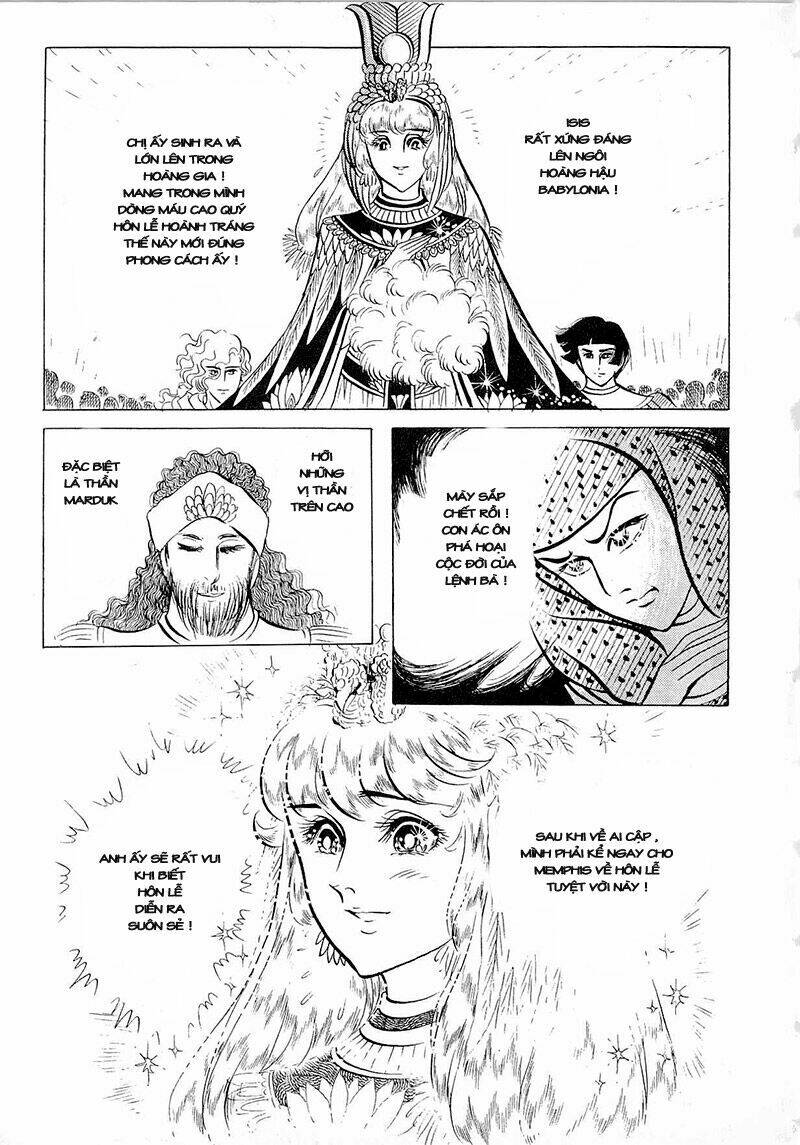 CHỊ ẤY SINH RA VÀ
LỚN LÊN TRONG
HOÀNG GIA !
MANG TRONG MÌNH
DÒNG MÁU CAO QUÝ
HÔN LỄ HOÀNH TRÁNG
THẾ NÀY MỚI ĐÚNG
PHONG CÁCH ẤY !
ISIS
RẤT XỨNG ĐÁNG
LÊN NGÔI
HOÀNG HẬU
BABYLONIA !
ĐẶC BIỆT
LÀ THẦN
MARDUK
HỠI
NHỮNG
VỊ THẦN
TRÊN CAO
MÀY SẮP
CHẾT RỒI !
CON ÁC ÔN
PHÁ HOẠI
CỘC ĐỜI CỦA
LỆNH BÀ !
ANH ẤY SẼ RẤT VUI
KHI BIẾT
HÔN LỄ
DIỄN RA
SUÔN SẺ !
SAU KHI VỀ AI CẬP ,
MÌNH PHẢI KỂ NGAY CHO
MEMPHIS VỀ HÔN LỄ
TUYỆT VỜI NÀY !